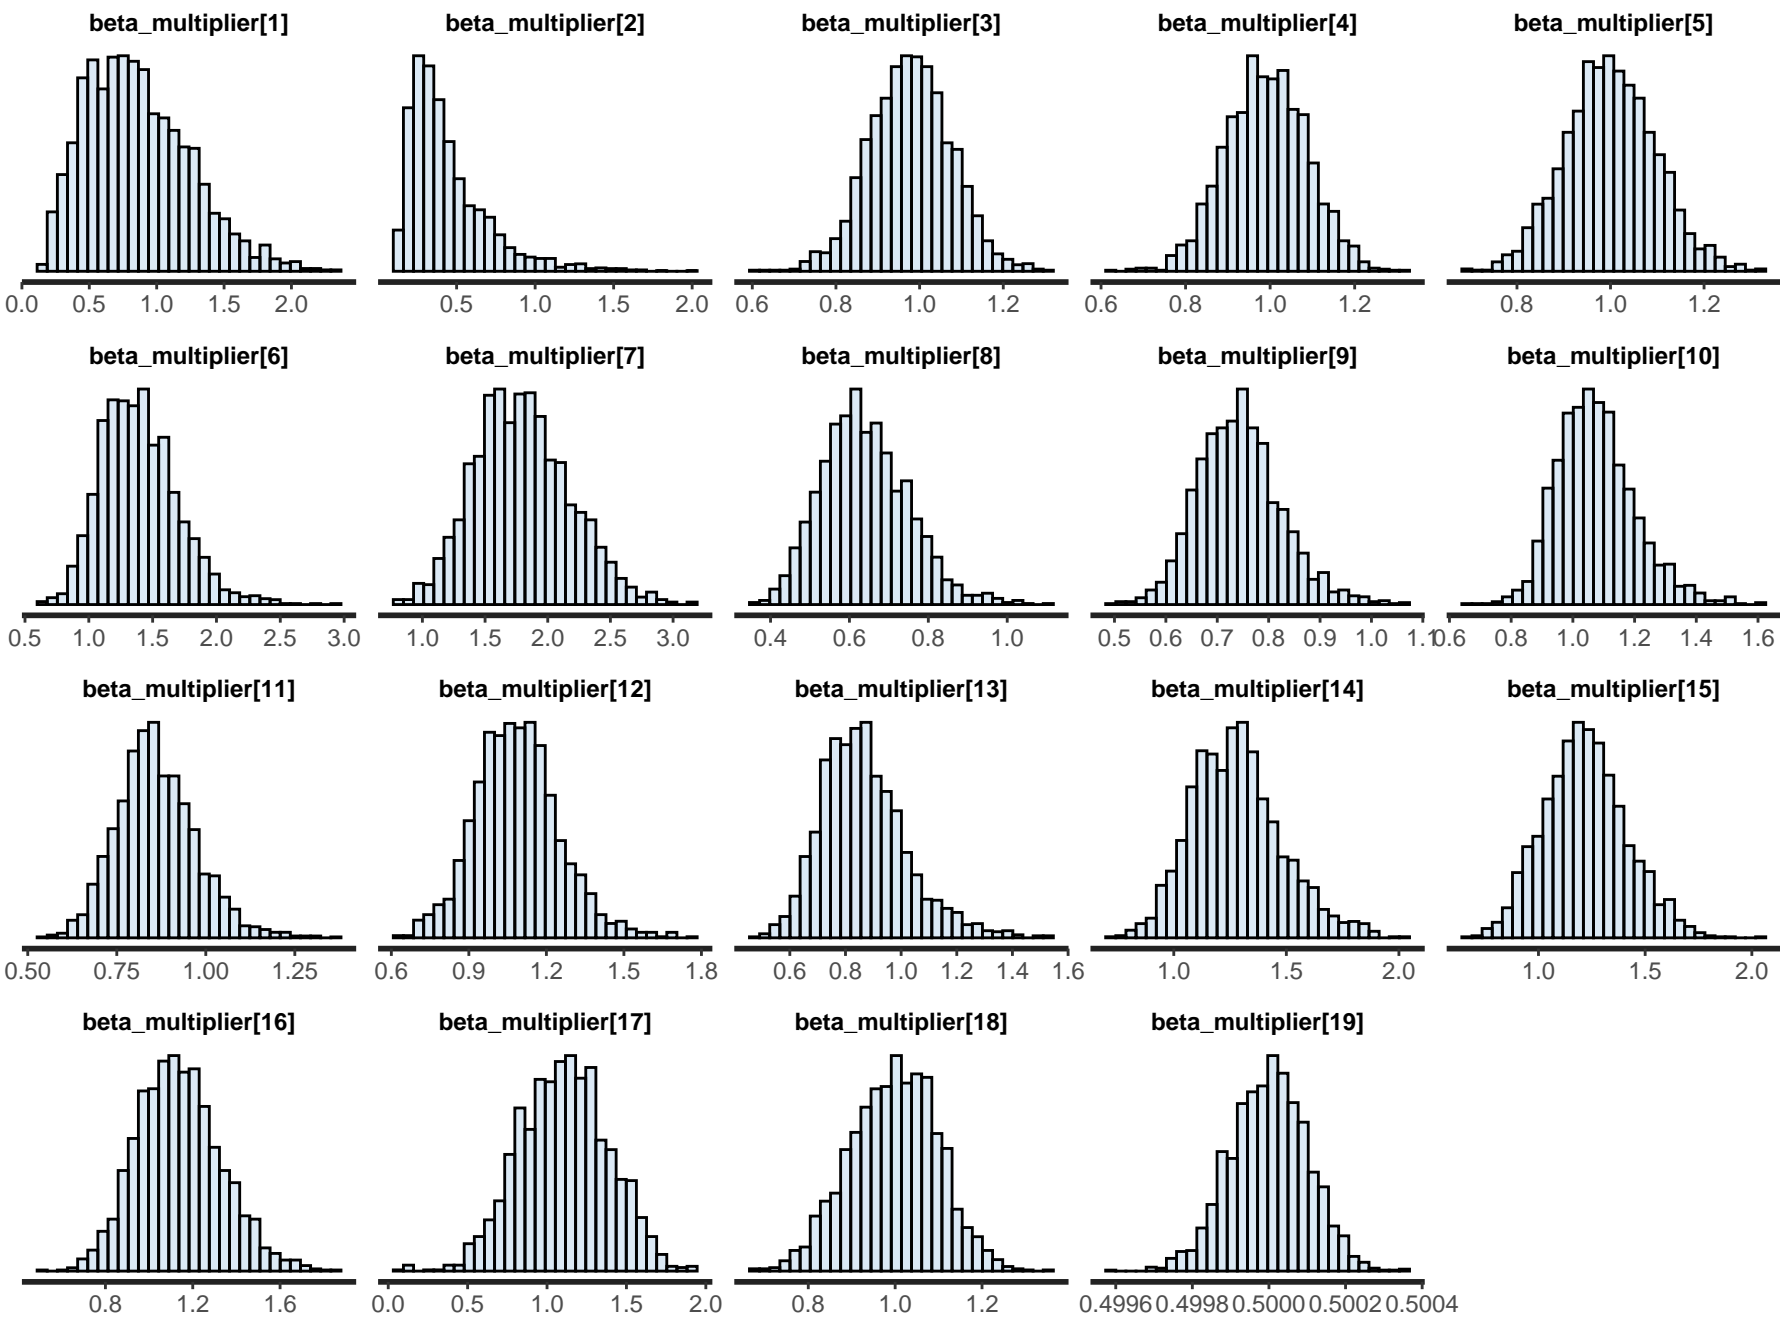 beta_multiplier[1] beta_multiplier[2] beta_multiplier[3] beta_multiplier[4] beta_multiplier[5]
0.0 0.5 1.0 1.5 2.0 0.5 1.0 1.5 2.0 0.6 0.8 1.0 1.2 0.6 0.8 1.0 1.2 0.8 1.0 1.2
beta_multiplier[6] beta_multiplier[7] beta_multiplier[8] beta_multiplier[9] beta_multiplier[10]
0.5 1.0 1.5 2.0 2.5 3.0 1.0 1.5 2.0 2.5 3.0 0.4 0.6 0.8 1.0 0.5 0.6 0.7 0.8 0.9 1.0 1.1 0.6 0.8 1.0 1.2 1.4 1.6
beta_multiplier[11] beta_multiplier[12] beta_multiplier[13] beta_multiplier[14] beta_multiplier[15]
0.50 0.75 1.00 1.25 0.6 0.9 1.2 1.5 1.8 0.6 0.8 1.0 1.2 1.4 1.6 1.0 1.5 2.0 1.0 1.5 2.0
beta_multiplier[16] beta_multiplier[17] beta_multiplier[18] beta_multiplier[19]
0.8 1.2 1.6 0.0 0.5 1.0 1.5 2.0 0.8 1.0 1.2 0.4996 0.4998 0.5000 0.5002 0.5004